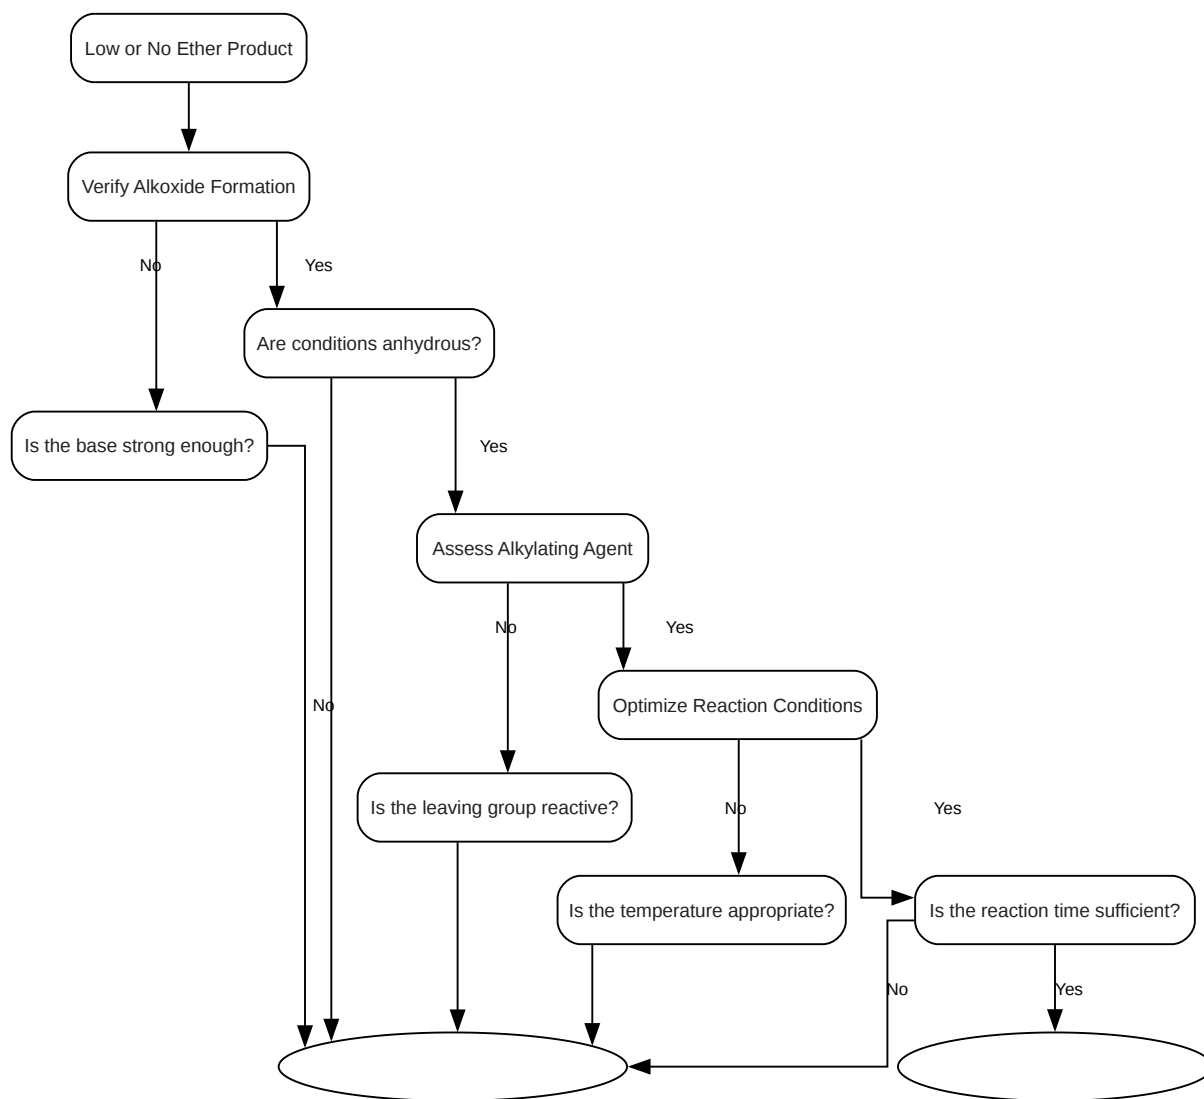 Low or No Ether Product
Verify Alkoxide Formation
No
Yes
Are conditions anhydrous?
Is the base strong enough?
Yes
Assess Alkylating Agent
No
Yes
No
Optimize Reaction Conditions
Is the leaving group reactive?
No
Yes
Is the temperature appropriate?
Is the reaction time sufficient?
No
Yes